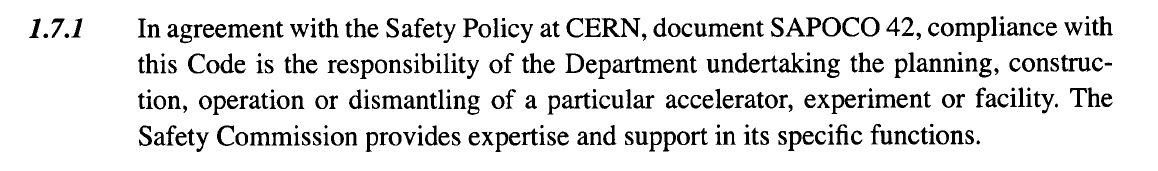 1.7.1 In agreement with the Safety Policy at CERN, document SAPOCO 42, compliance with
this Code is the responsibility of the Department undertaking the planning, construc-
tion, operation or dismantling of a particular accelerator, experiment or facility. The
Safety Commission provides expertise and support in its specific functions.